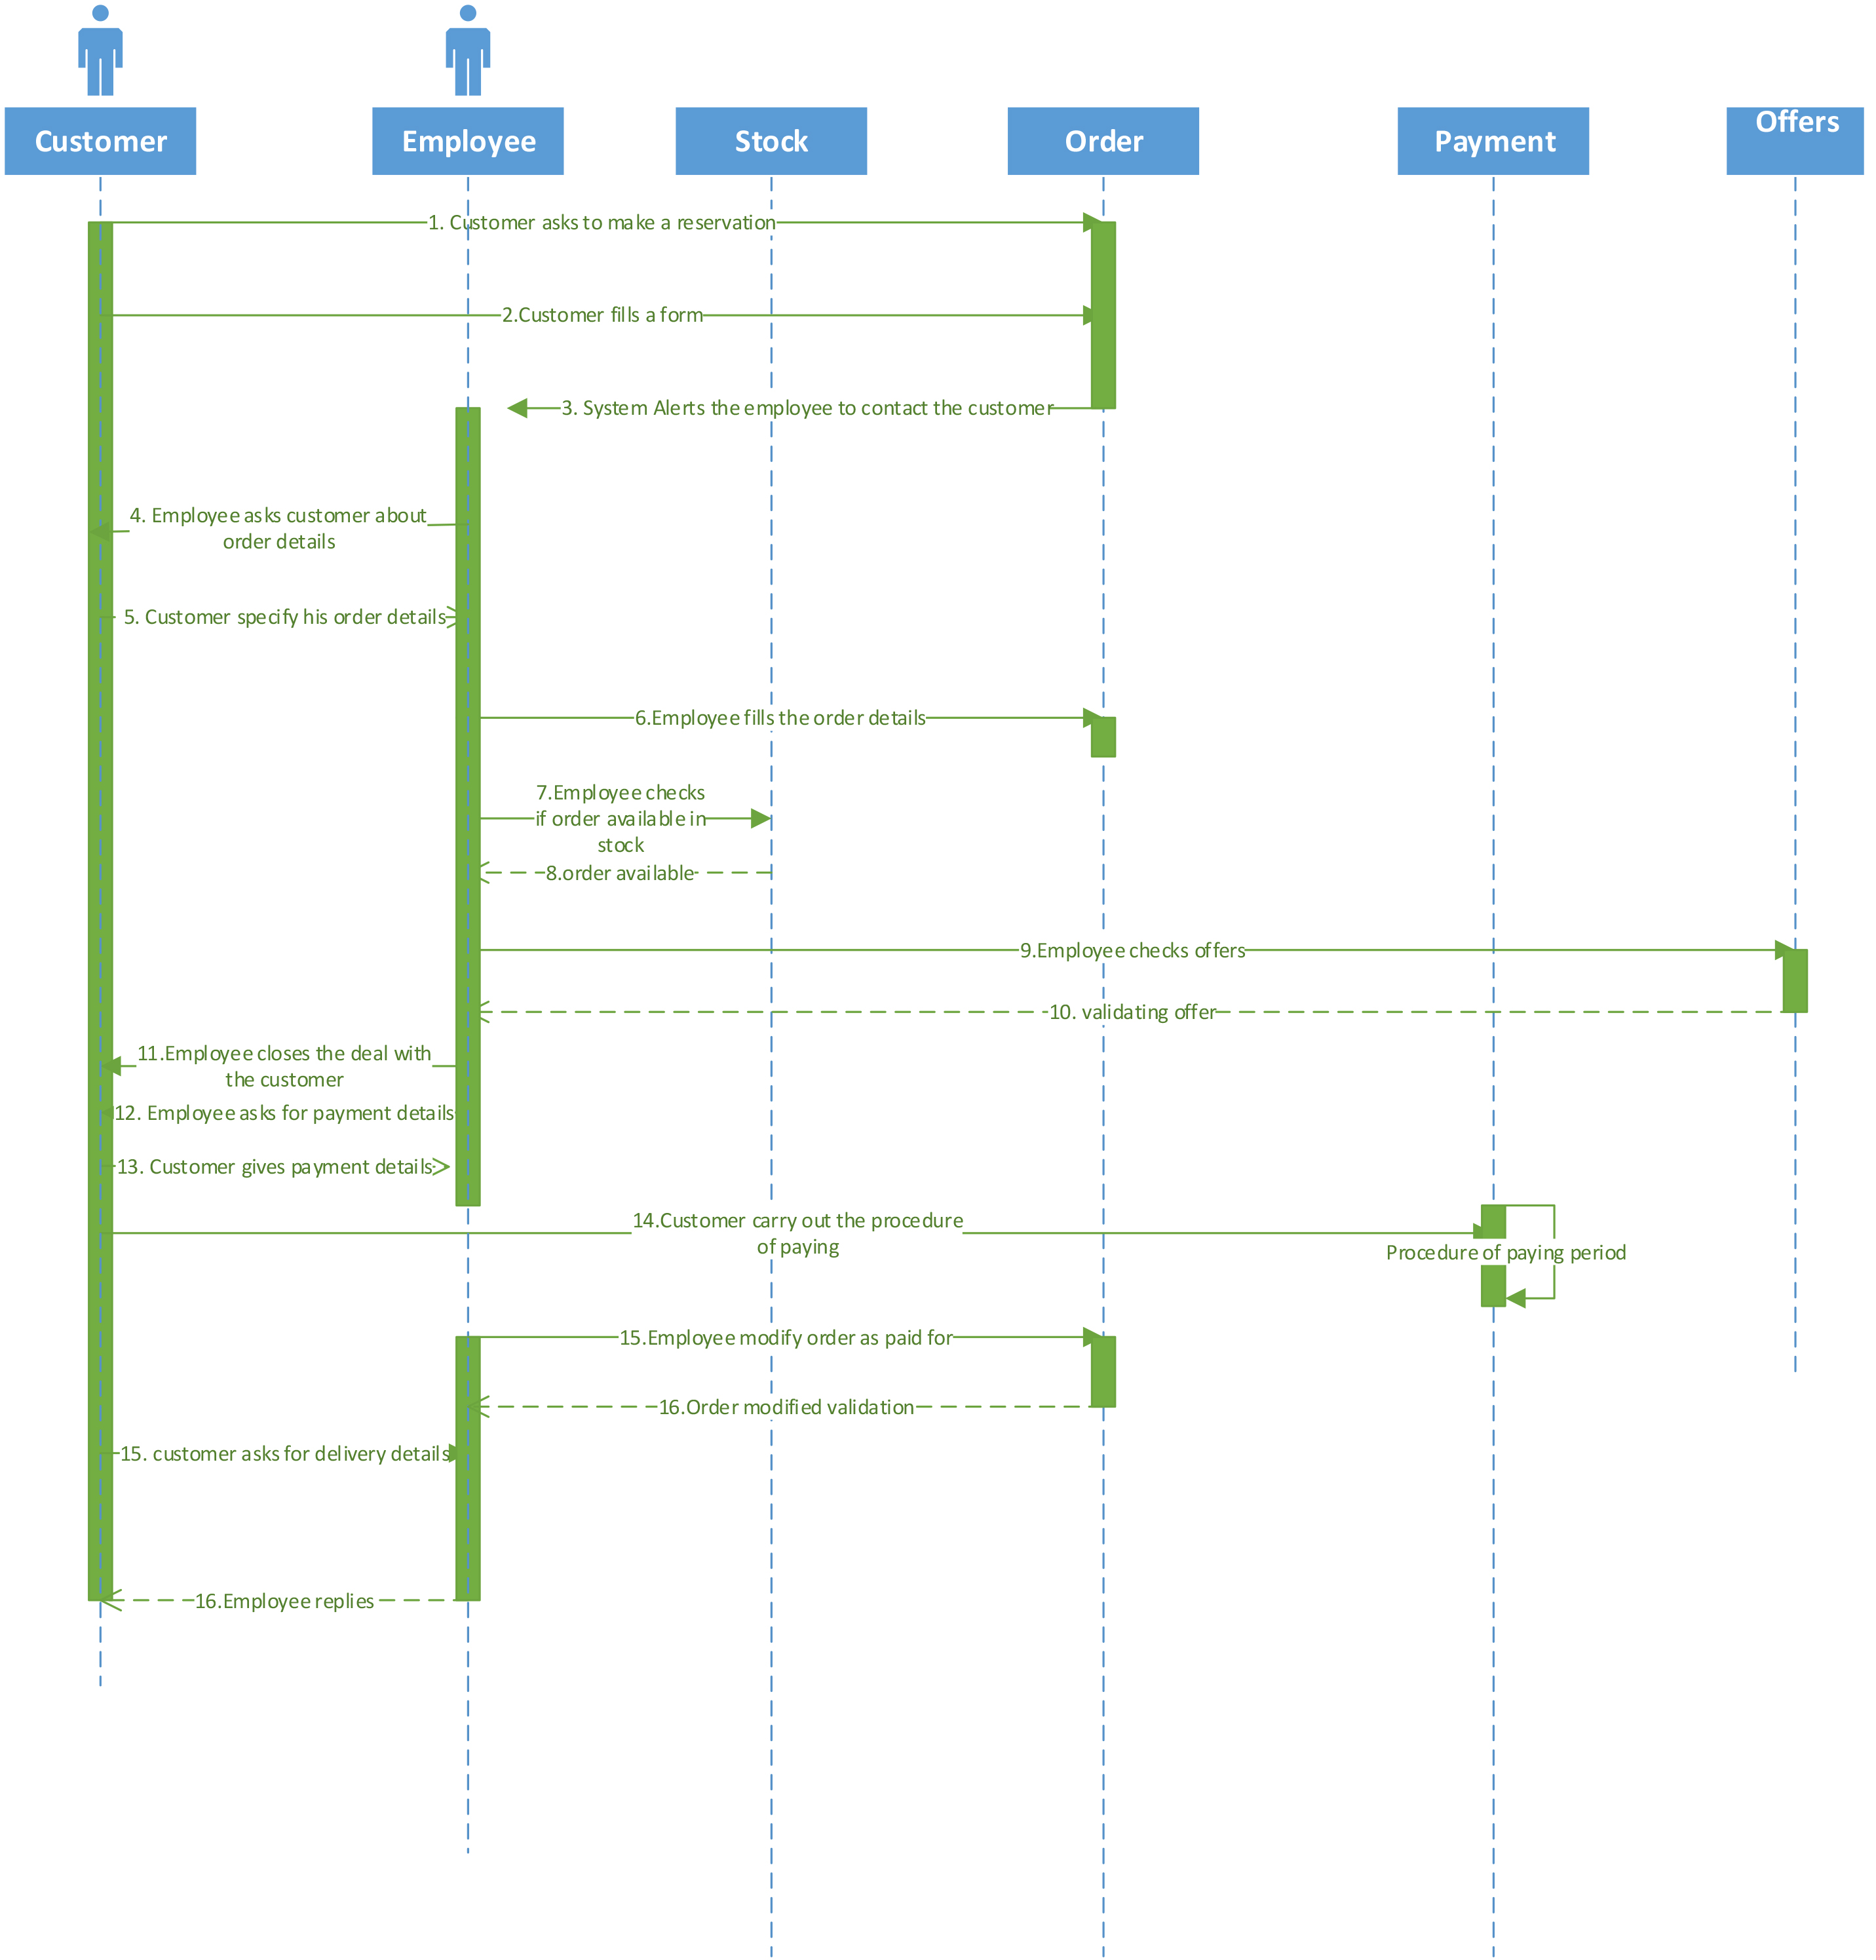 Customer
Employee
Stock
Order
Payment
Offers
1. Customer asks to make a reservation
2.Customer fills a form
3. System Alerts the employee to contact the customer
4. Employee asks customer about
order details
5. Customer specify his order details
6.Employee fills the order details
7.Employee checks
if order available in
stock
8.order available
9.Employee checks offers
10. validating offer
11.Employee closes the deal with
the customer
12. Employee asks for payment details
13. Customer gives payment details
14.Customer carry out the procedure
of paying
Procedure of paying period
15.Employee modify order as paid for
16.Order modified validation
15. customer asks for delivery details
16.Employee replies